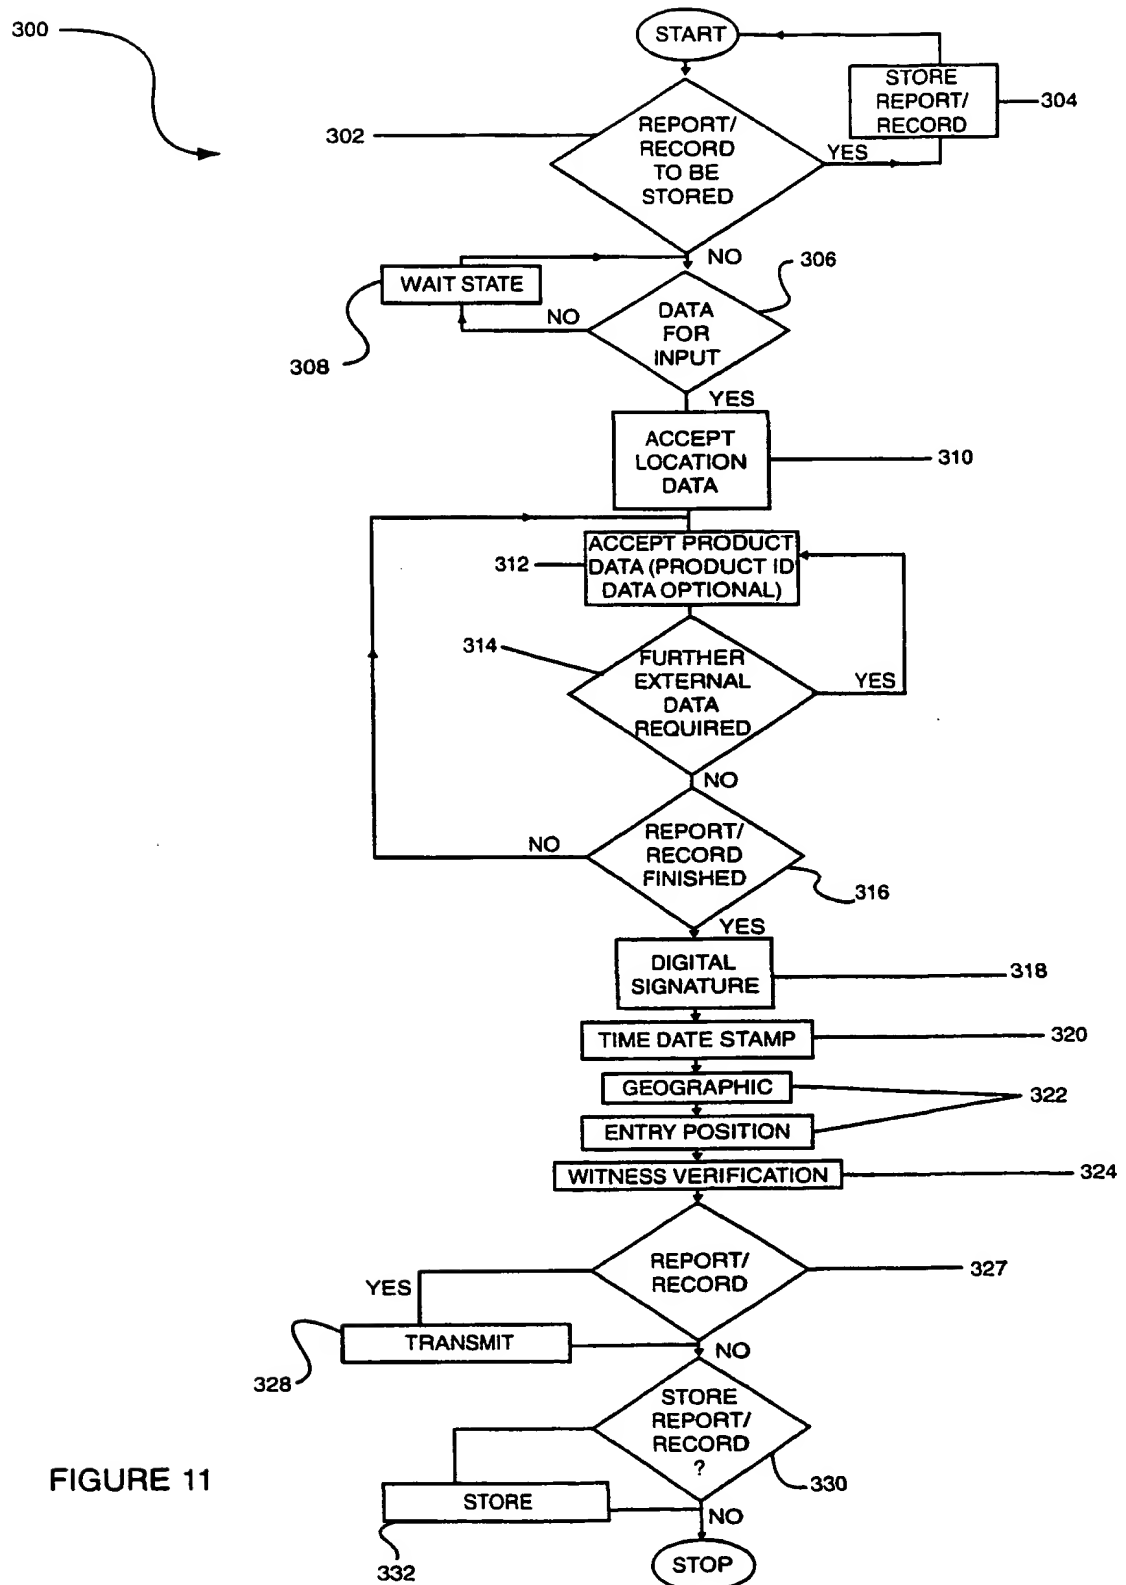 300
START
STORE
REPORT/
RECORD
304
302
REPORT/
RECORD
TO BE
STORED
YES
NO
306
WAIT STATE
308
NO
DATA
FOR
INPUT
YES
ACCEPT
LOCATION
DATA
310
312
ACCEPT PRODUCT
DATA (PRODUCT ID
DATA OPTIONAL)
314
FURTHER
EXTERNAL
DATA
REQUIRED
YES
NO
NO
REPORT/
RECORD
FINISHED
316
YES
DIGITAL
SIGNATURE
318
TIME DATE STAMP
320
GEOGRAPHIC
322
ENTRY POSITION
WITNESS VERIFICATION
324
REPORT/
RECORD
327
YES
TRANSMIT
328
NO
STORE
REPORT/
RECORD
?
330
FIGURE 11
STORE
332
NO
STOP